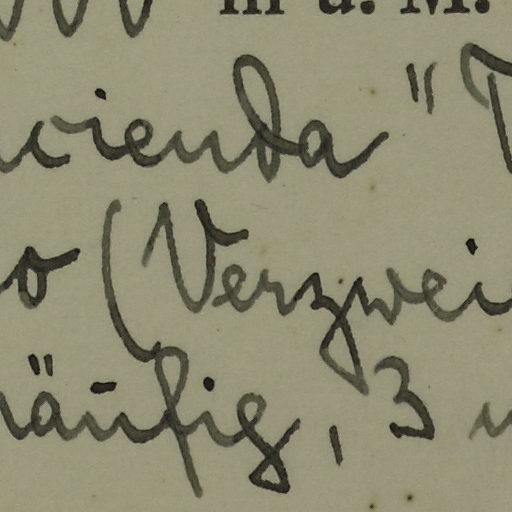 m ü. M.
cienda"
o (Verzwei
häufig, 3